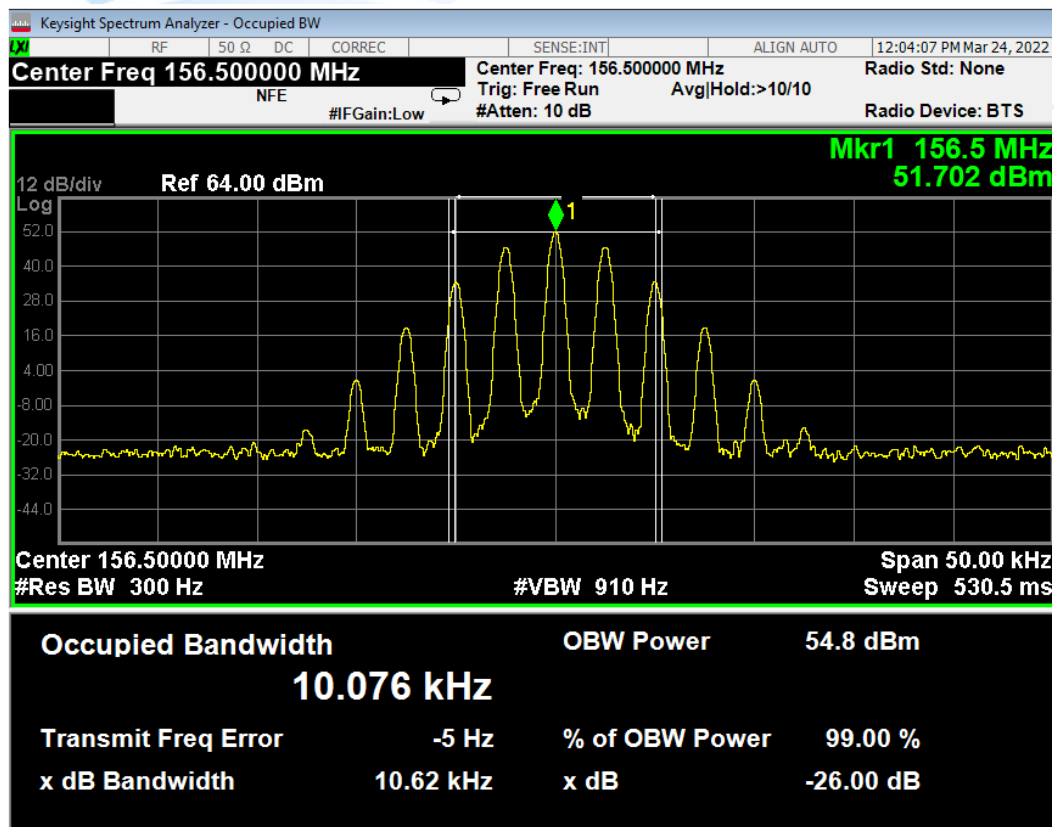 Keysight Spectrum Analyzer - Occupied BW
LXI RF 50 Ω DC CORREC SENSE:INT ALIGN AUTO 12:04:07 PM Mar 24, 2022
Center Freq 156.500000 MHz Center Freq: 156.500000 MHz Radio Std: None
NFE Trig: Free Run Avg|Hold:>10/10
#IFGain:Low #Atten: 10 dB Radio Device: BTS
Mkr1 156.5 MHz
12 dB/div Ref 64.00 dBm 51.702 dBm
Log
1
52.0
40.0
28.0
16.0
4.00
-8.00
-20.0
-32.0
-44.0
Center 156.50000 MHz Span 50.00 kHz
#Res BW 300 Hz #VBW 910 Hz Sweep 530.5 ms
Occupied Bandwidth OBW Power 54.8 dBm
10.076 kHz
Transmit Freq Error -5 Hz % of OBW Power 99.00 %
x dB Bandwidth 10.62 kHz x dB -26.00 dB